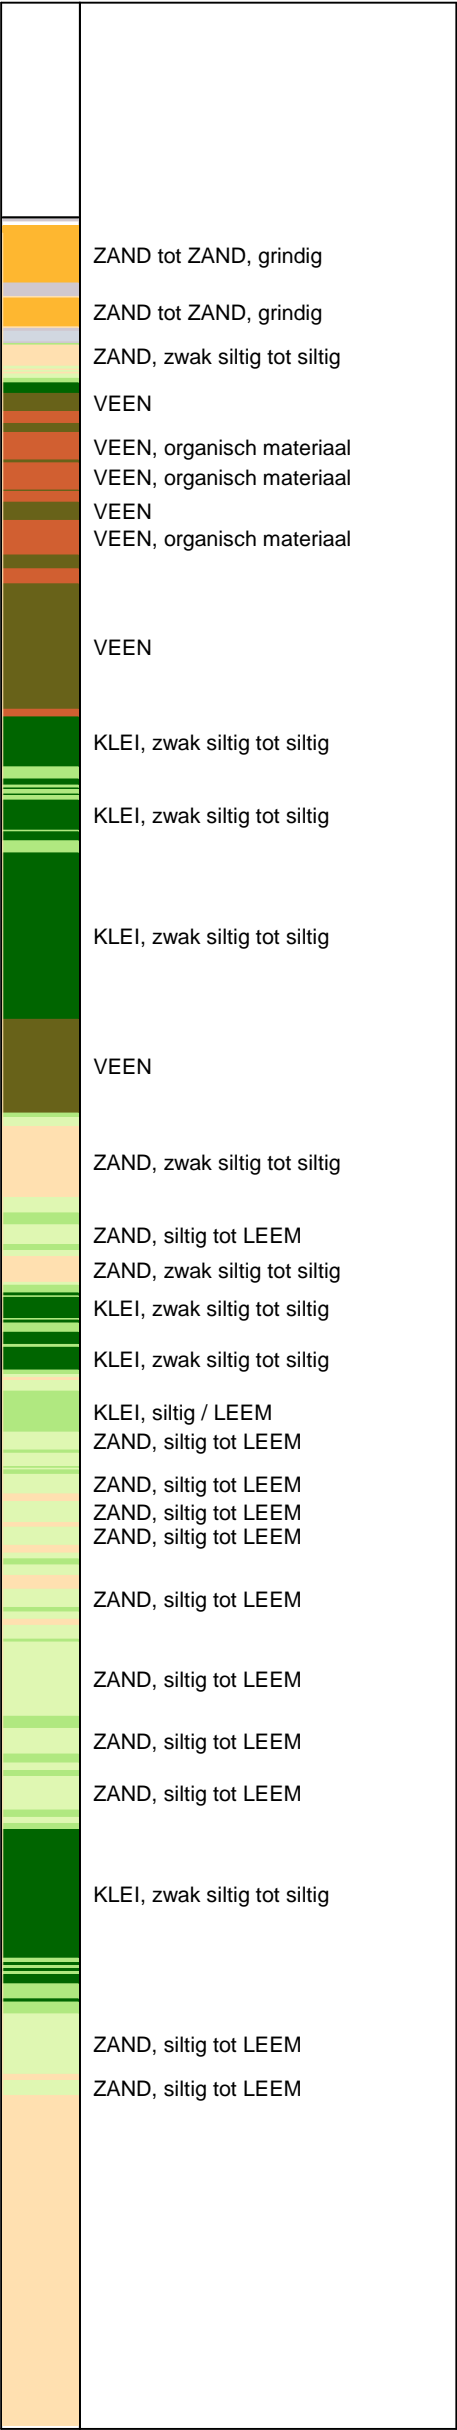 ZAND tot ZAND, grindig
ZAND tot ZAND, grindig
ZAND, zwak siltig tot siltig
VEEN
VEEN, organisch materiaal
VEEN, organisch materiaal
VEEN
VEEN, organisch materiaal
VEEN
KLEI, zwak siltig tot siltig
KLEI, zwak siltig tot siltig
KLEI, zwak siltig tot siltig
VEEN
ZAND, zwak siltig tot siltig
ZAND, siltig tot LEEM
ZAND, zwak siltig tot siltig
KLEI, zwak siltig tot siltig
KLEI, zwak siltig tot siltig
KLEI, siltig / LEEM
ZAND, siltig tot LEEM
ZAND, siltig tot LEEM
ZAND, siltig tot LEEM
ZAND, siltig tot LEEM
ZAND, siltig tot LEEM
ZAND, siltig tot LEEM
ZAND, siltig tot LEEM
ZAND, siltig tot LEEM
KLEI, zwak siltig tot siltig
ZAND, siltig tot LEEM
ZAND, siltig tot LEEM